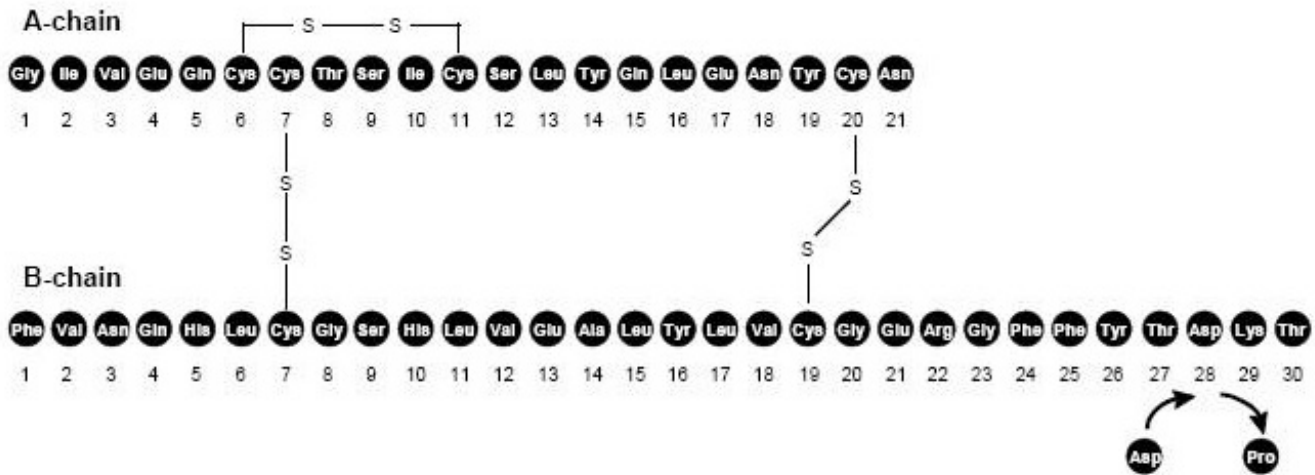 A-chain
S S
Gly Ile Val Glu Gln Cys Cys Thr Ser Ile Cys Ser Leu Tyr Gln Leu Glu Asn Tyr Cys Asn
1 2 3 4 5 6 7 8 9 10 11 12 13 14 15 16 17 18 19 20 21
S S
S S
B-chain
Phe Val Asn Gln His Leu Cys Gly Ser His Leu Val Glu Ala Leu Tyr Leu Val Cys Gly Glu Arg Gly Phe Phe Tyr Thr Asp Lys Thr
1 2 3 4 5 6 7 8 9 10 11 12 13 14 15 16 17 18 19 20 21 22 23 24 25 26 27 28 29 30
Asp Pro